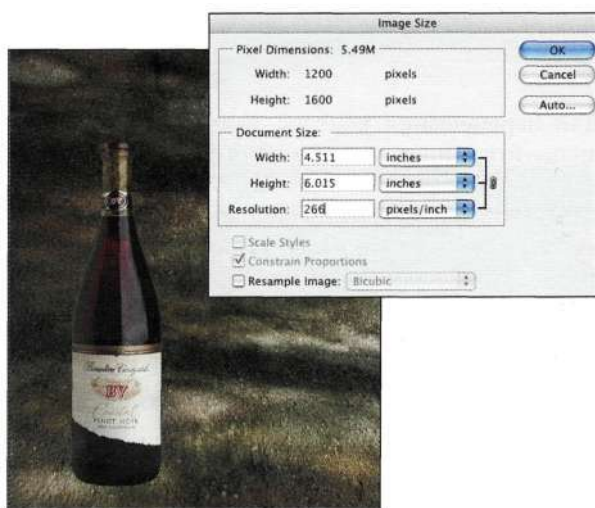 Image Size
Pixel Dimensions: 5.49M
Width: 1200 pixels
Height: 1600 pixels
Document Size:
Width: 4.511 inches
Height: 6.015 inches
Resolution: 266 pixels/inch
Scale Styles
Constrain Proportions
Resample Image: Bicubic
OK
Cancel
Auto...
BV
PINOT NOIR